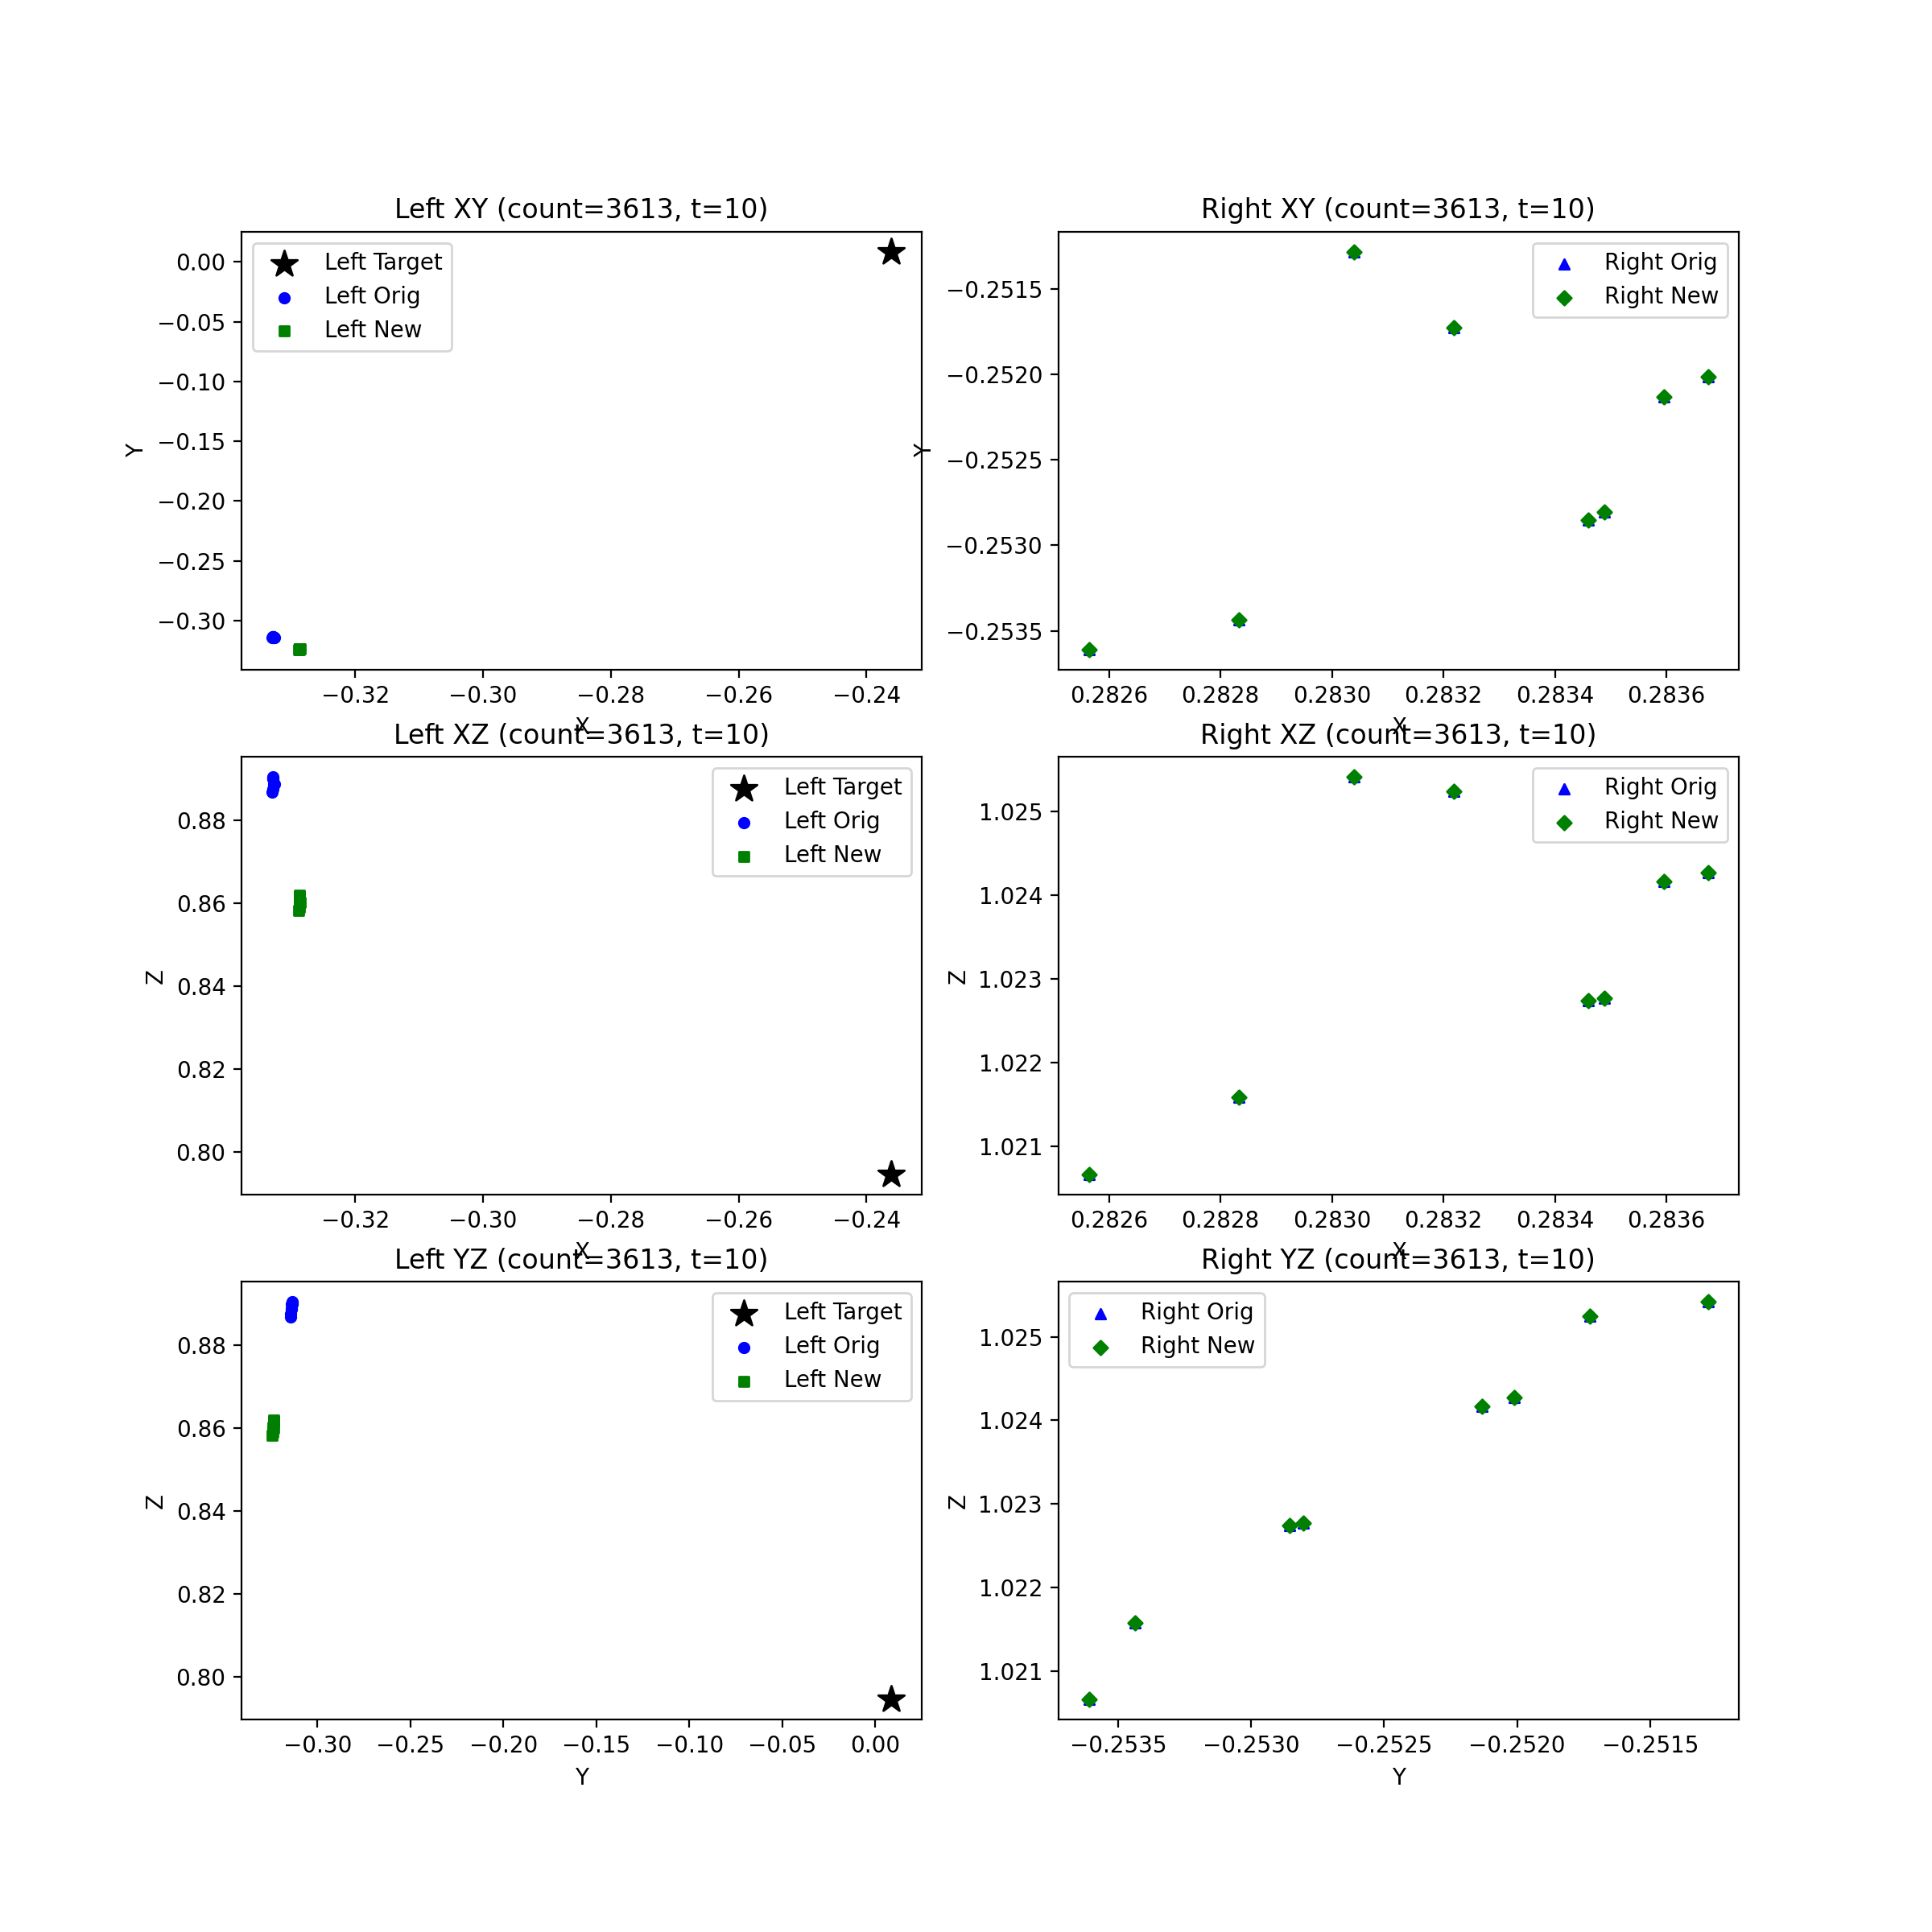 Left XY (count=3613, t=10)
Left Target
Left Orig
Left New
0.00
−0.05
−0.10
−0.15
−0.20
−0.25
−0.30
Y
−0.32 −0.30 −0.28 −0.26 −0.24
X
Right XY (count=3613, t=10)
Right Orig
Right New
−0.2515
−0.2520
−0.2525
−0.2530
−0.2535
Y
0.2826 0.2828 0.2830 0.2832 0.2834 0.2836
X
Left XZ (count=3613, t=10)
Left Target
Left Orig
Left New
0.88
0.86
0.84
0.82
0.80
Z
−0.32 −0.30 −0.28 −0.26 −0.24
X
Right XZ (count=3613, t=10)
Right Orig
Right New
1.025
1.024
1.023
1.022
1.021
Z
0.2826 0.2828 0.2830 0.2832 0.2834 0.2836
X
Left YZ (count=3613, t=10)
Left Target
Left Orig
Left New
0.88
0.86
0.84
0.82
0.80
Z
−0.30 −0.25 −0.20 −0.15 −0.10 −0.05 0.00
Y
Right YZ (count=3613, t=10)
Right Orig
Right New
1.025
1.024
1.023
1.022
1.021
Z
−0.2535 −0.2530 −0.2525 −0.2520 −0.2515
Y